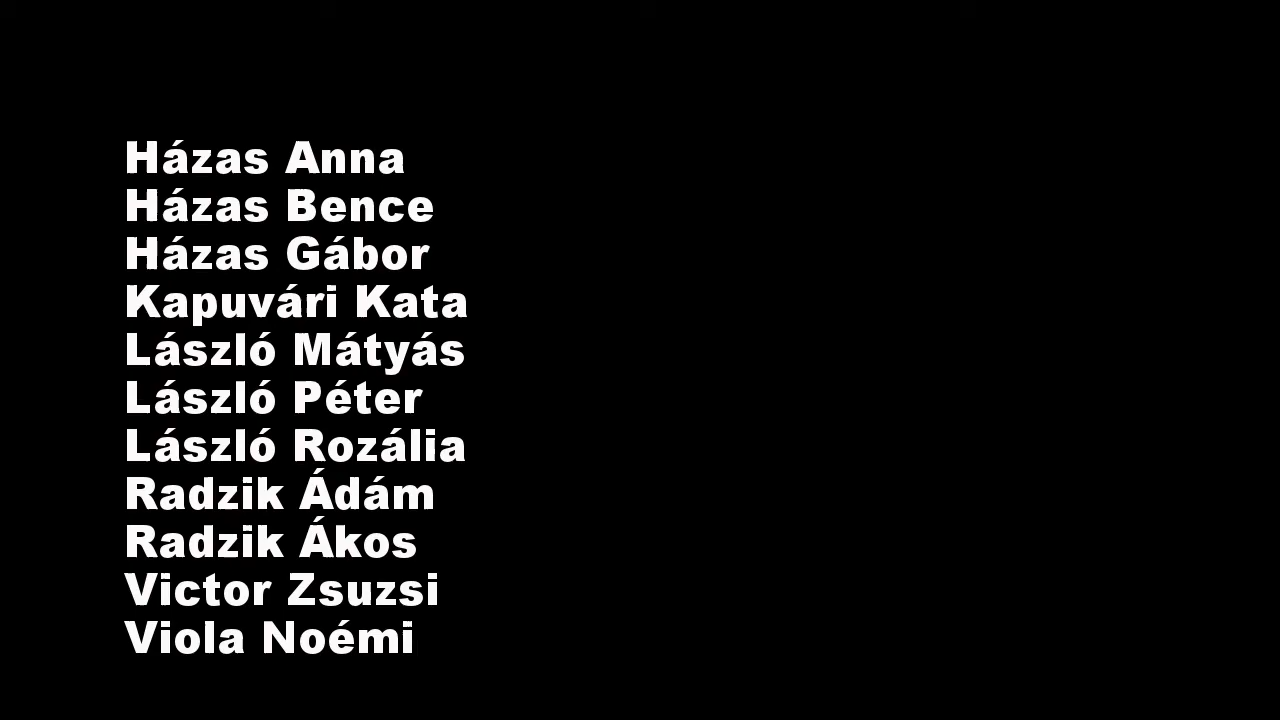 Házas Anna
Házas Bence
Házas Gábor
Kapuvári Kata
László Mátyás
László Péter
László Rozália
Radzik Ádám
Radzik Ákos
Victor Zsuzsi
Viola Noémi